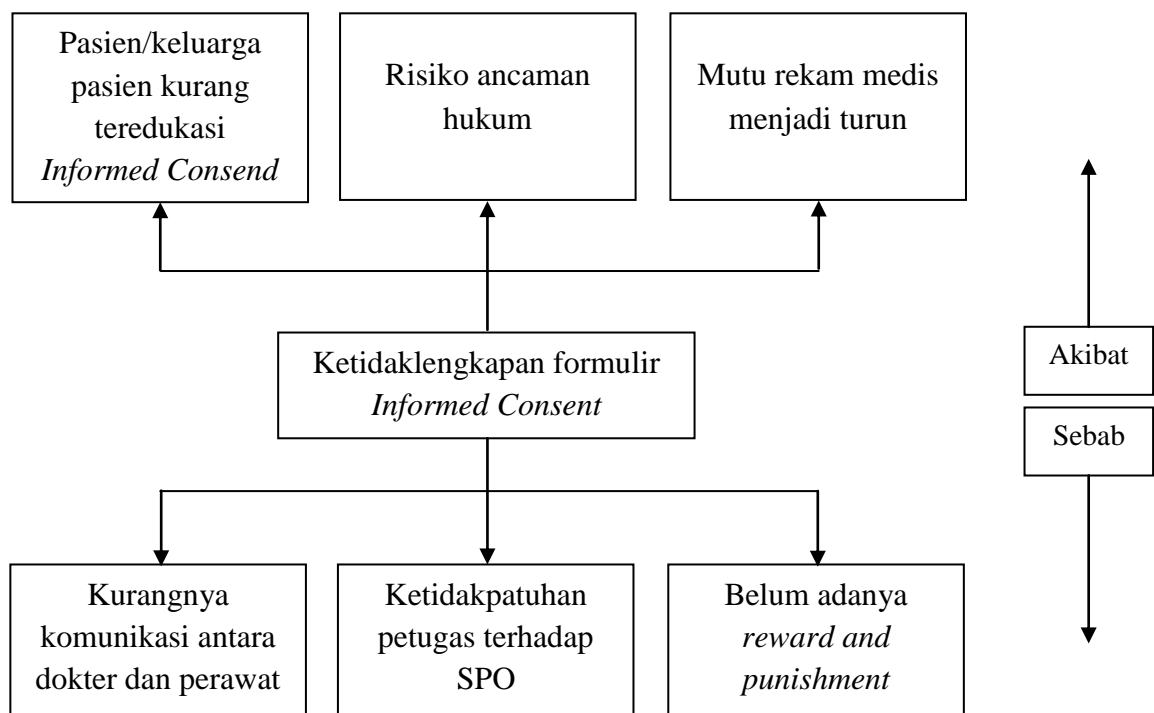 Pasien/keluarga
pasien kurang
teredukasi
Informed Consend
Risiko ancaman
hukum
Mutu rekam medis
menjadi turun
Ketidaklengkapan formulir
Informed Consent
Akibat
Sebab
Kurangnya
komunikasi antara
dokter dan perawat
Ketidakpatuhan
petugas terhadap
SPO
Belum adanya
reward and
punishment